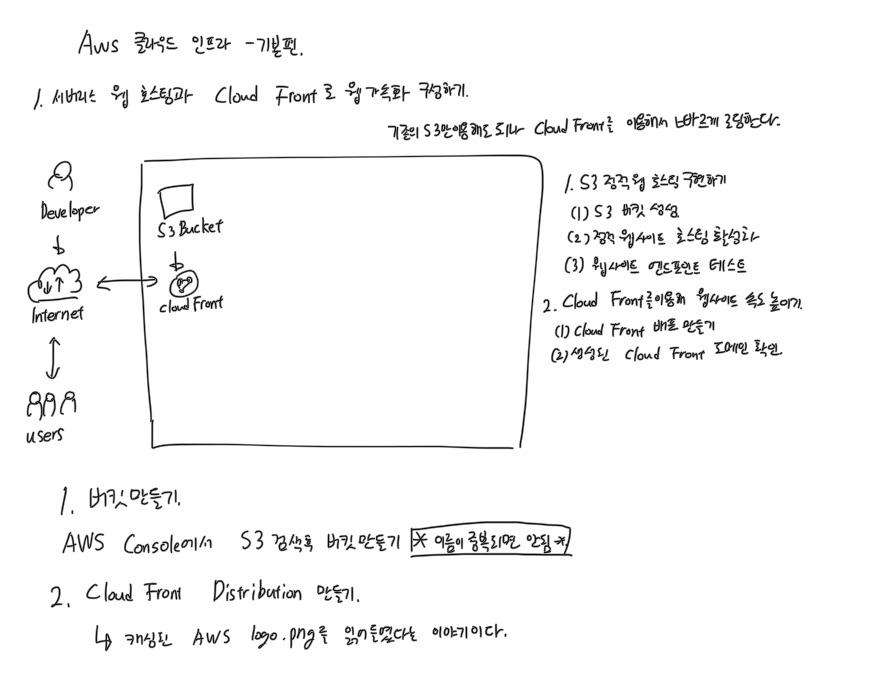 Aws 클라우드 인프라 -기본편.
1. 서버리스 웹 호스팅과 Cloud Front로 웹 가속화 구성하기.
기존의 S3만 이용해도 되나 Cloud Front를 이용해서 더 빠르게 로딩한다.
Developer
Internet
users
S3 Bucket
cloud Front
1. S3 정적 웹 호스팅 구현하기
(1) S3 버킷 생성
(2) 정적 웹사이트 호스팅 활성화
(3) 웹사이트 엔드포인트 테스트
2. Cloud Front를 이용해 웹사이트 속도 높이기.
(1) Cloud Front 배포 만들기
(2) 생성된 Cloud Front 도메인 확인.
1. 버킷 만들기.
AWS Console에서 S3 검색후 버킷 만들기 * 이름이 중복되면 안됨 *
2. Cloud Front Distribution 만들기.
↳ 캐싱된 AWS logo.png를 읽어들였다는 이야기이다.